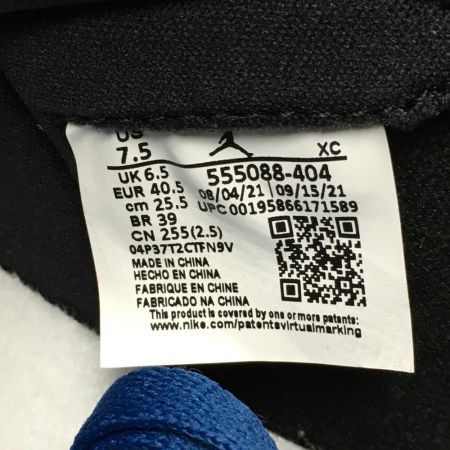 US
7.5 XC
UK 6.5 555088-404
EUR 40.5 08/04/21 09/15/21
cm 25.5 UPC 00195866171589
BR 39
CN 255(2.5)
04P37T2CTFN9V
MADE IN CHINA
HECHO EN CHINA
FABRIQUE EN CHINE
FABRICADO NA CHINA
This product is covered by one or more patents:
www.nike.com/patentsvirtualmarking